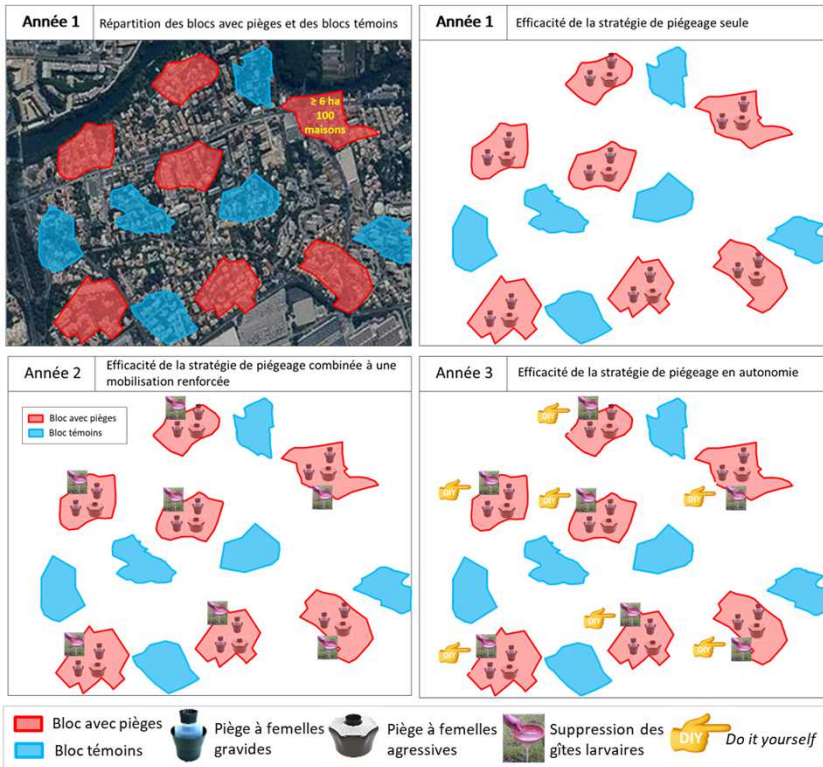 Année 1
Répartition des blocs avec pièges et des blocs témoins
≥ 6 ha
100
maisons
Année 1
Efficacité de la stratégie de piégeage seule
Année 2
Efficacité de la stratégie de piégeage combinée à une
mobilisation renforcée
Bloc avec pièges
Bloc témoins
Année 3
Efficacité de la stratégie de piégeage en autonomie
DIY
DIY
DIY
DIY
DIY
DIY
DIY
Bloc avec pièges
Bloc témoins
Piège à femelles
gravides
Piège à femelles
agressives
Suppression des
gîtes larvaires
DIY
Do it yourself